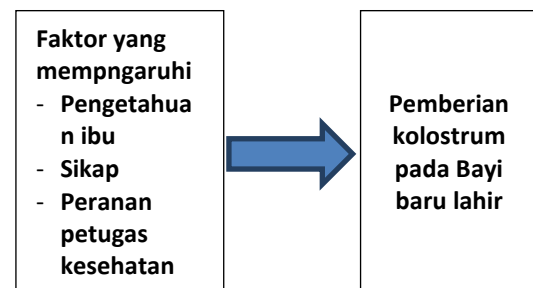 Faktor yang
mempngaruhi
- Pengetahua
n ibu
- Sikap
- Peranan
petugas
kesehatan
Pemberian
kolostrum
pada Bayi
baru lahir